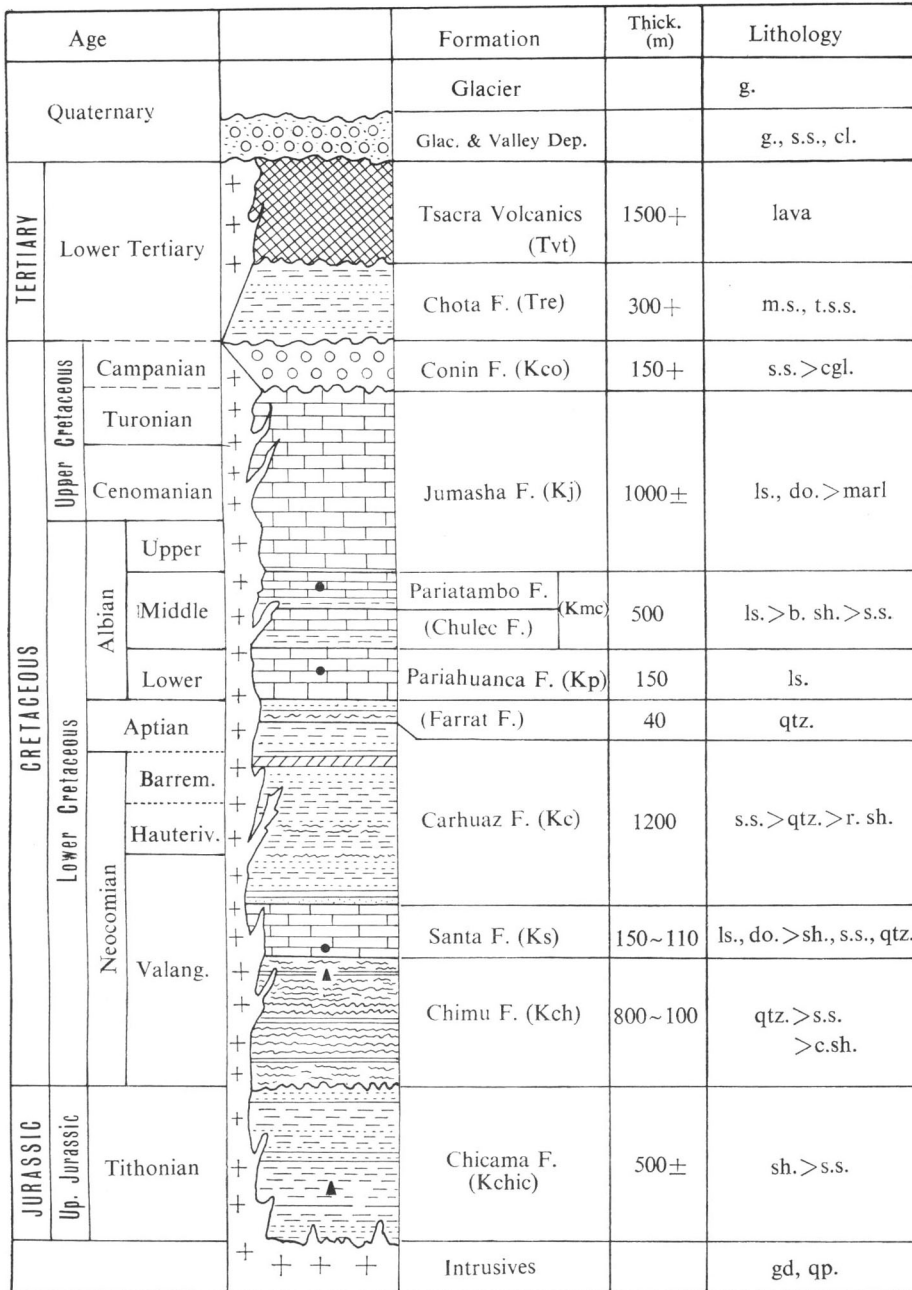 Age Formation Thick. (m) Lithology
Quaternary
Glacier g.
Glac. & Valley Dep. g., s.s., cl.
TERTIARY
Lower Tertiary
Tsacra Volcanics 1500+ lava
(Tvt)
Chota F. (Tre) 300+ m.s., t.s.s.
CRETACEOUS
Upper Cretaceous
Campanian Conin F. (Kco) 150+ s.s.>cgl.
Turonian
Cenomanian Jumasha F. (Kj) 1000± ls., do.>marl
Lower Cretaceous
Albian
Upper
Middle Pariatambo F. (Kmc) 500 ls.>b. sh.>s.s.
(Chulec F.)
Lower Pariahuanca F. (Kp) 150 ls.
Aptian (Farrat F.) 40 qtz.
Neocomian
Barrem.
Hauteriv. Carhuaz F. (Kc) 1200 s.s.>qtz.>r. sh.
Valang.
Santa F. (Ks) 150~110 ls., do.>sh., s.s., qtz.
Chimu F. (Kch) 800~100 qtz.>s.s.
>c.sh.
JURASSIC
Up. Jurassic
Tithonian Chicama F. 500± sh.>s.s.
(Kchic)
Intrusives gd, qp.